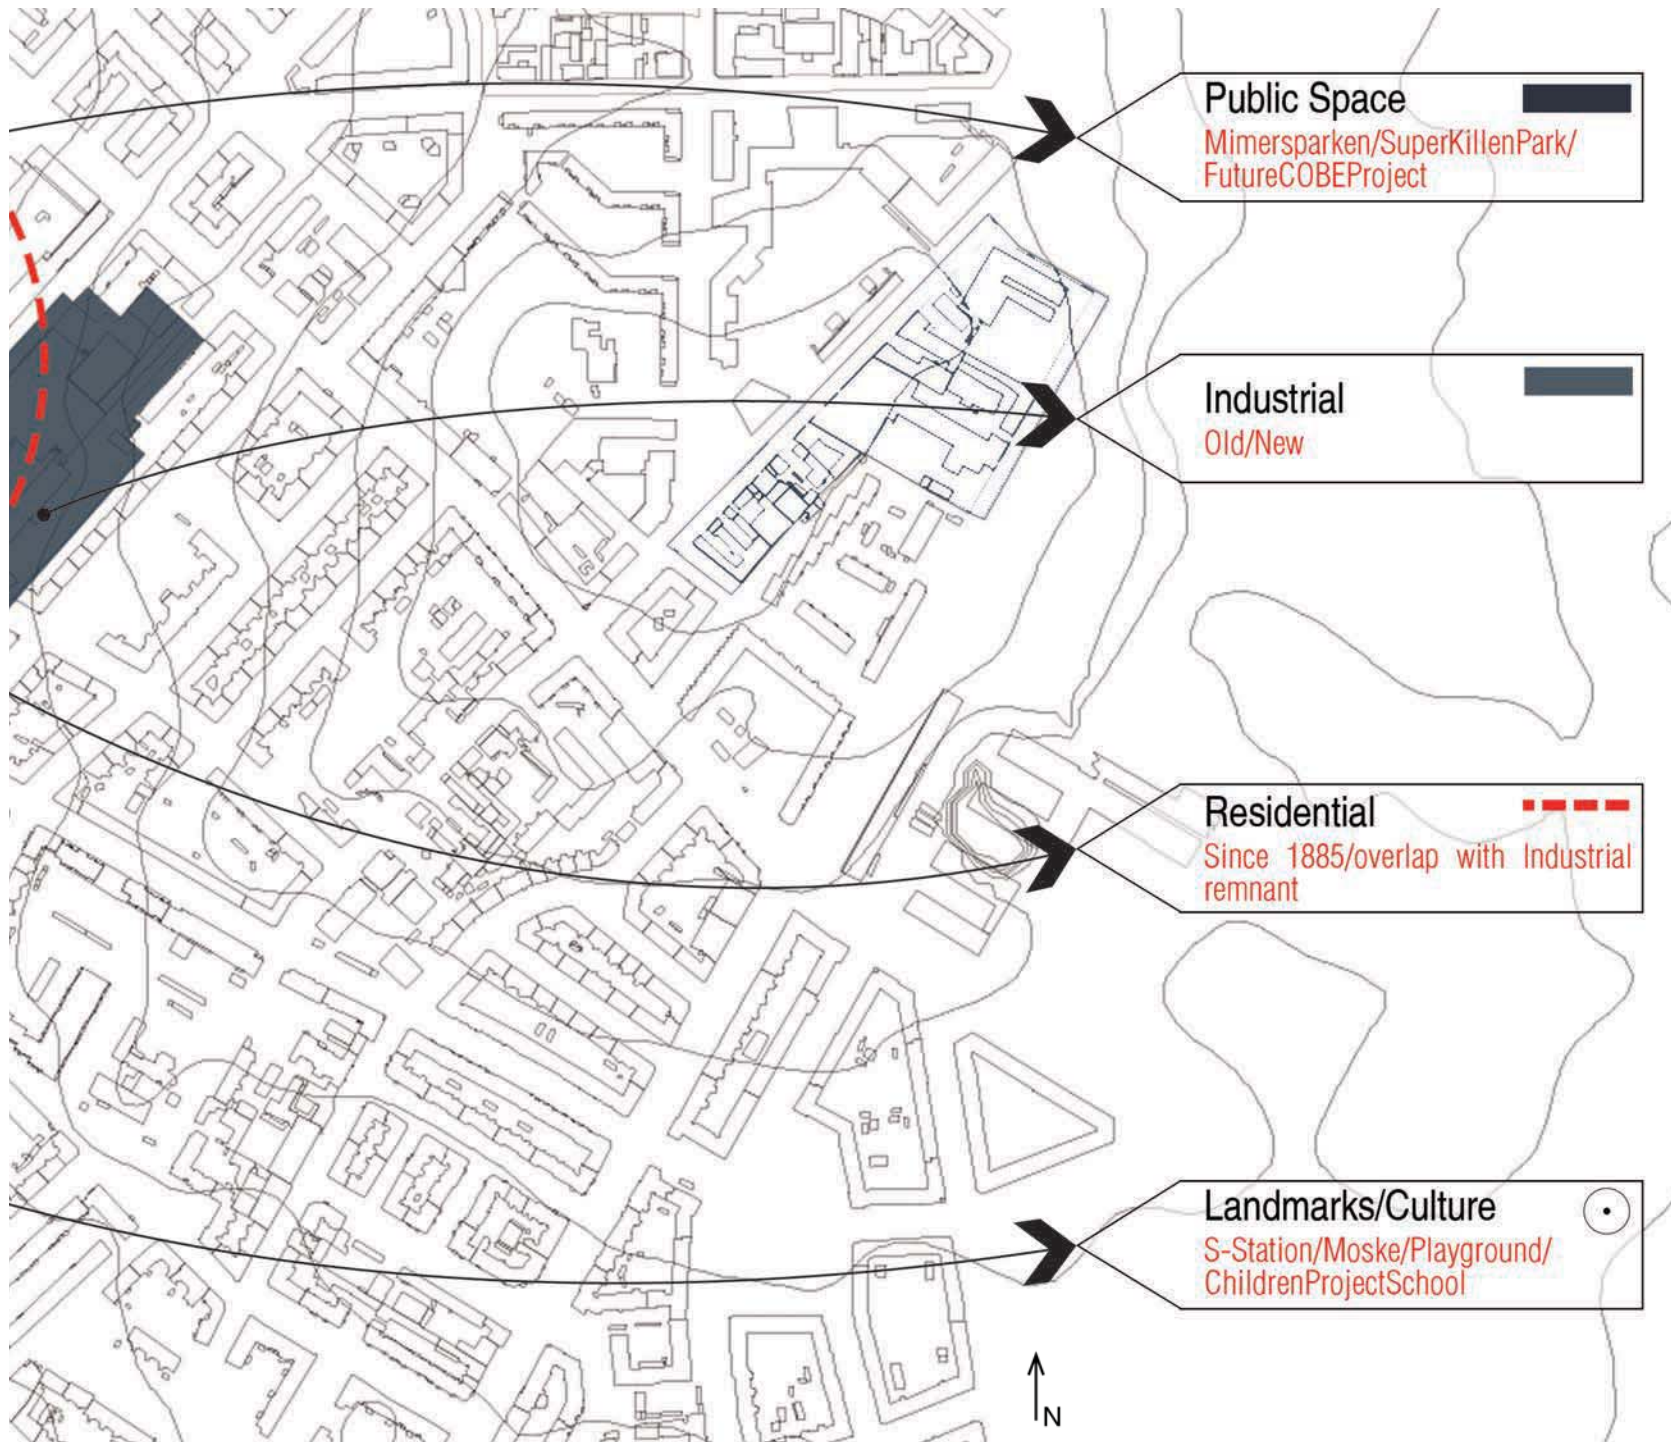 Public Space
Mimersparken/SuperKillenPark/
FutureCOBEProject
Industrial
Old/New
Residential
Since 1885/overlap with Industrial
remnant
Landmarks/Culture
S-Station/Moske/Playground/
ChildrenProjectSchool
N